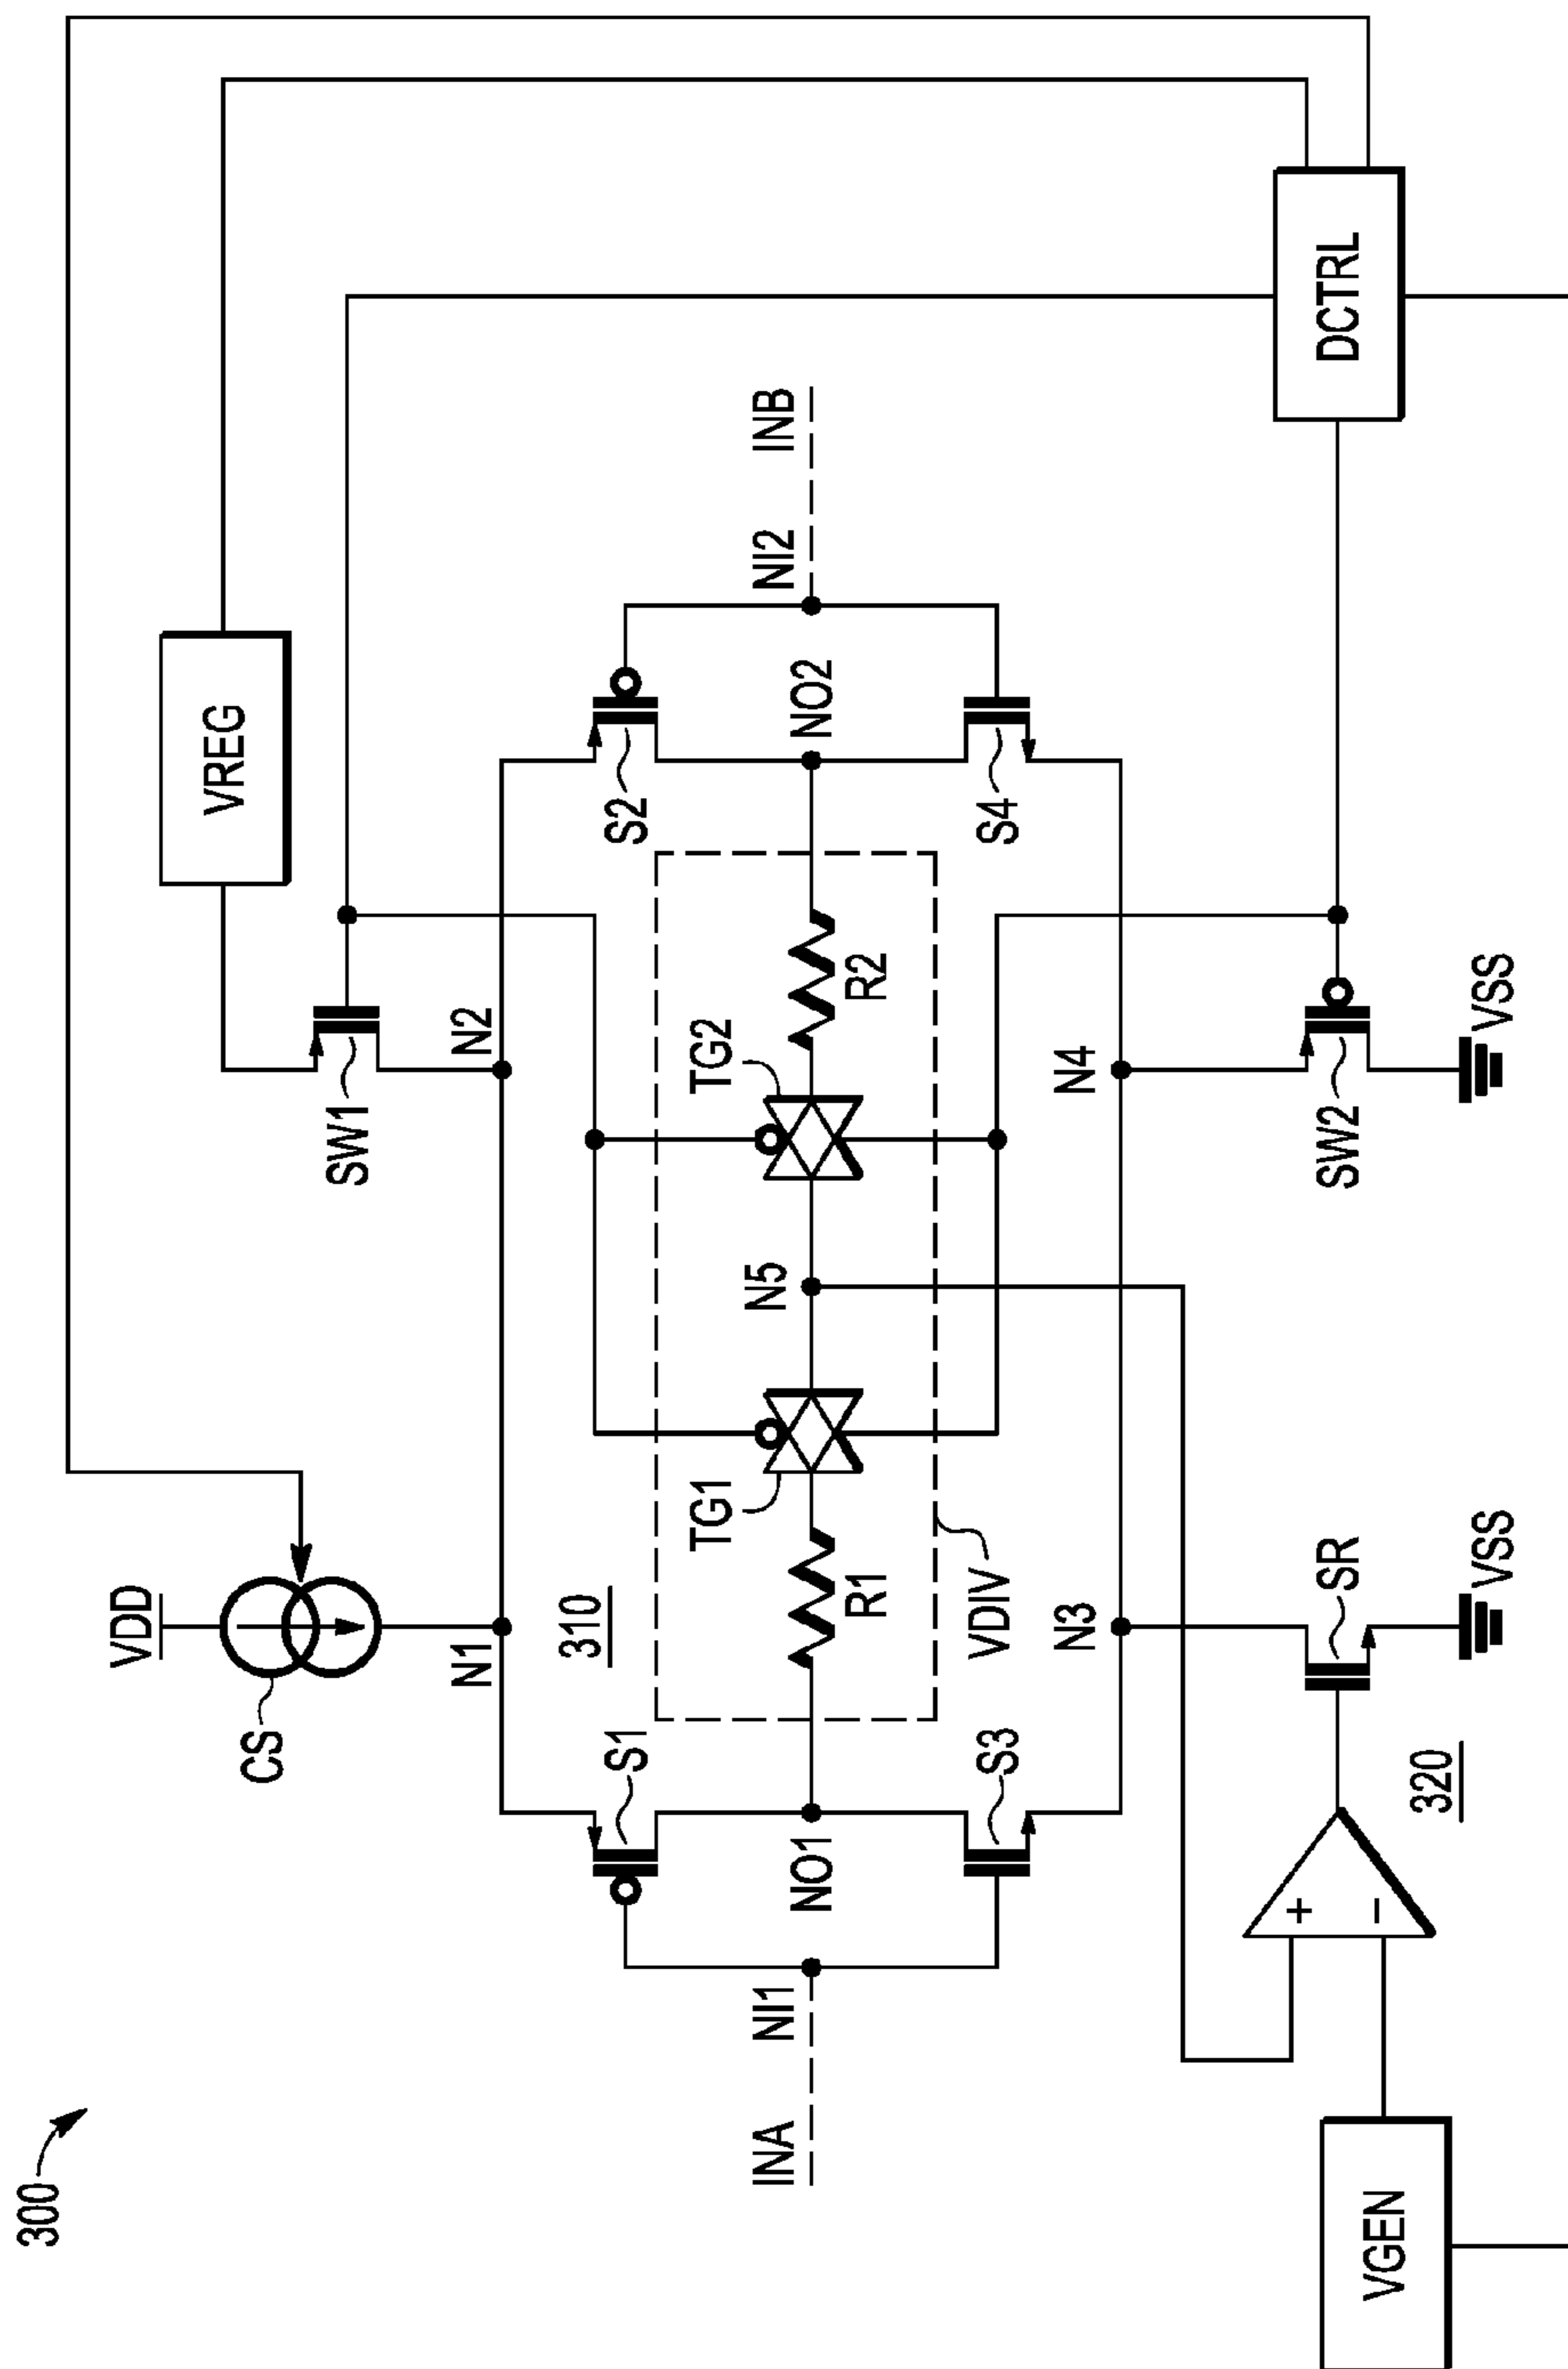 300
VDD
CS
N1
310
VREG
SW1
N2
INA
NI1
S1
NO1
S3
R1
TG1
VDIV
N5
TG2
R2
S2
NO2
S4
NI2
INB
N3
N4
VGEN
+
−
320
SR
VSS
SW2
VSS
DCTRL